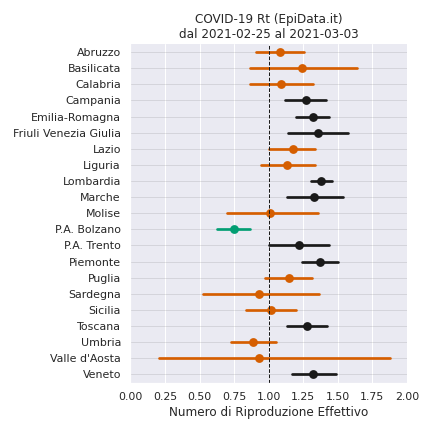 COVID-19 Rt (EpiData.it)
dal 2021-02-25 al 2021-03-03
Abruzzo
Basilicata
Calabria
Campania
Emilia-Romagna
Friuli Venezia Giulia
Lazio
Liguria
Lombardia
Marche
Molise
P.A. Bolzano
P.A. Trento
Piemonte
Puglia
Sardegna
Sicilia
Toscana
Umbria
Valle d'Aosta
Veneto
0.00 0.25 0.50 0.75 1.00 1.25 1.50 1.75 2.00
Numero di Riproduzione Effettivo